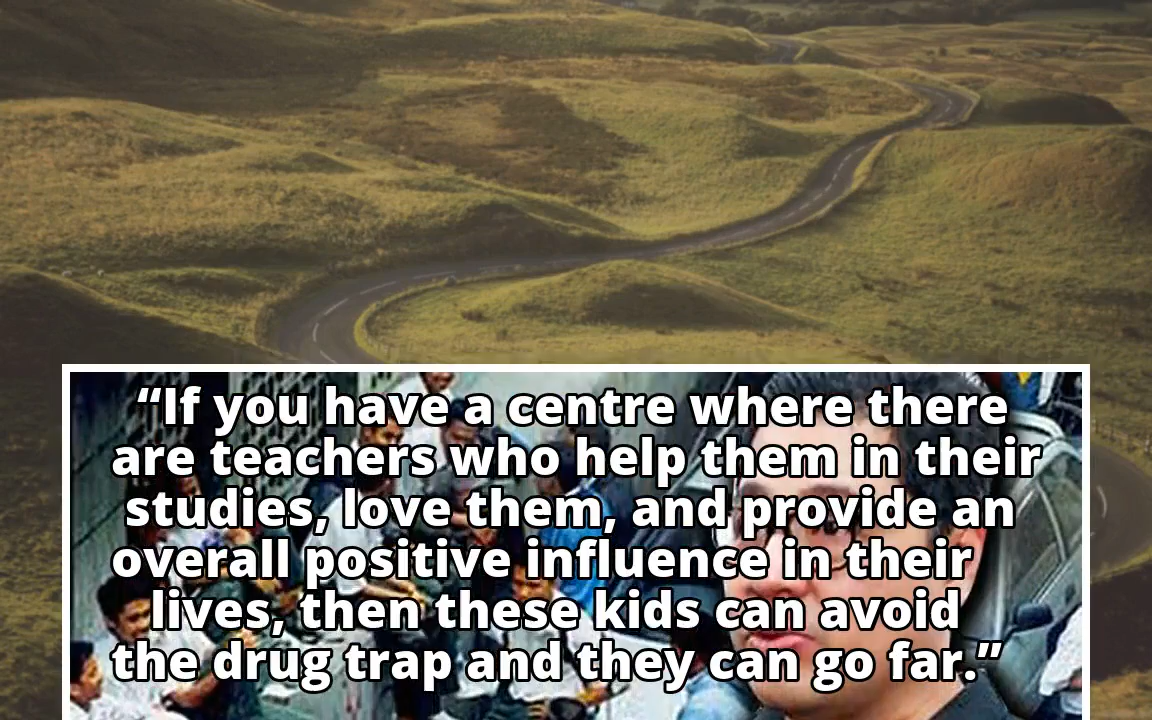 “If you have a centre where there
are teachers who help them in their
studies, love them, and provide an
overall positive influence in their
lives, then these kids can avoid
the drug trap and they can go far.”